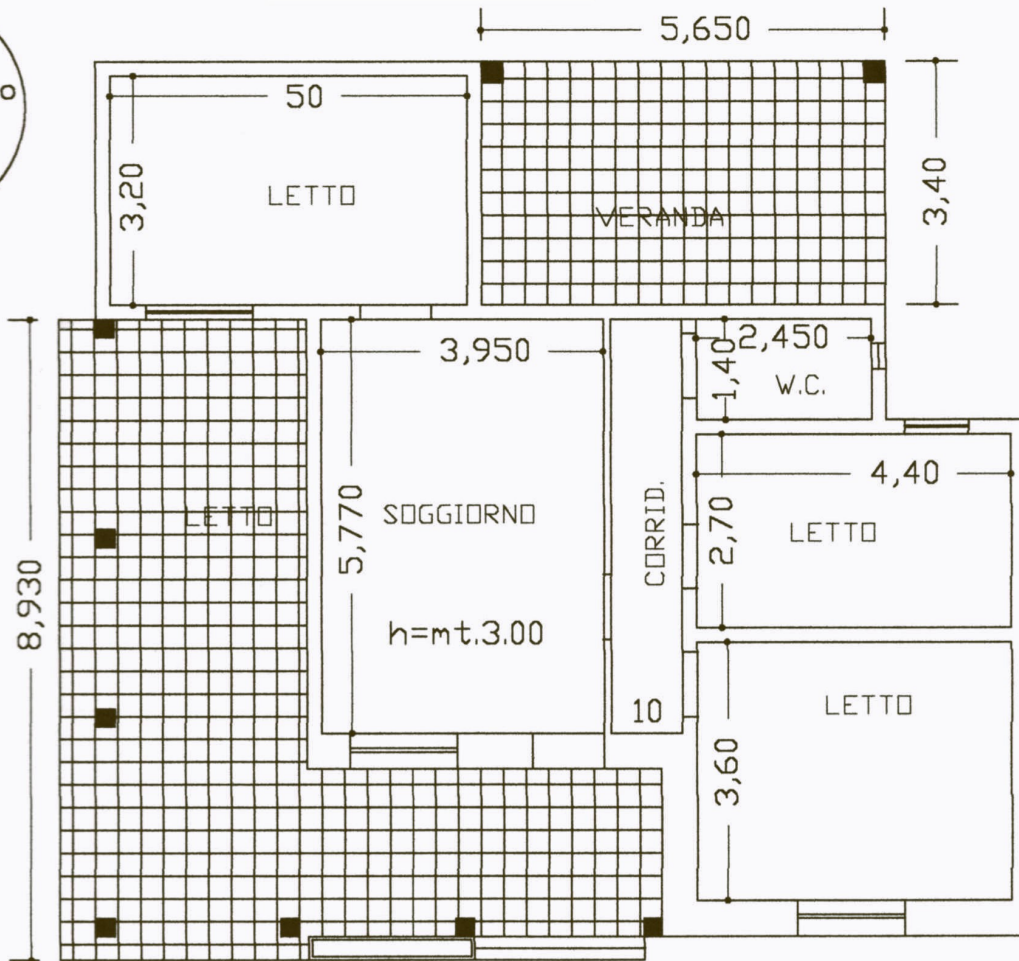 5,650
50
3,20
LETTO
VERANDA
3,40
3,950
2,450
1,40
W.C.
4,40
LETTO
SOGGIORNO
CORRID.
2,70
LETTO
5,770
8,930
h=mt.3.00
10
LETTO
3,60